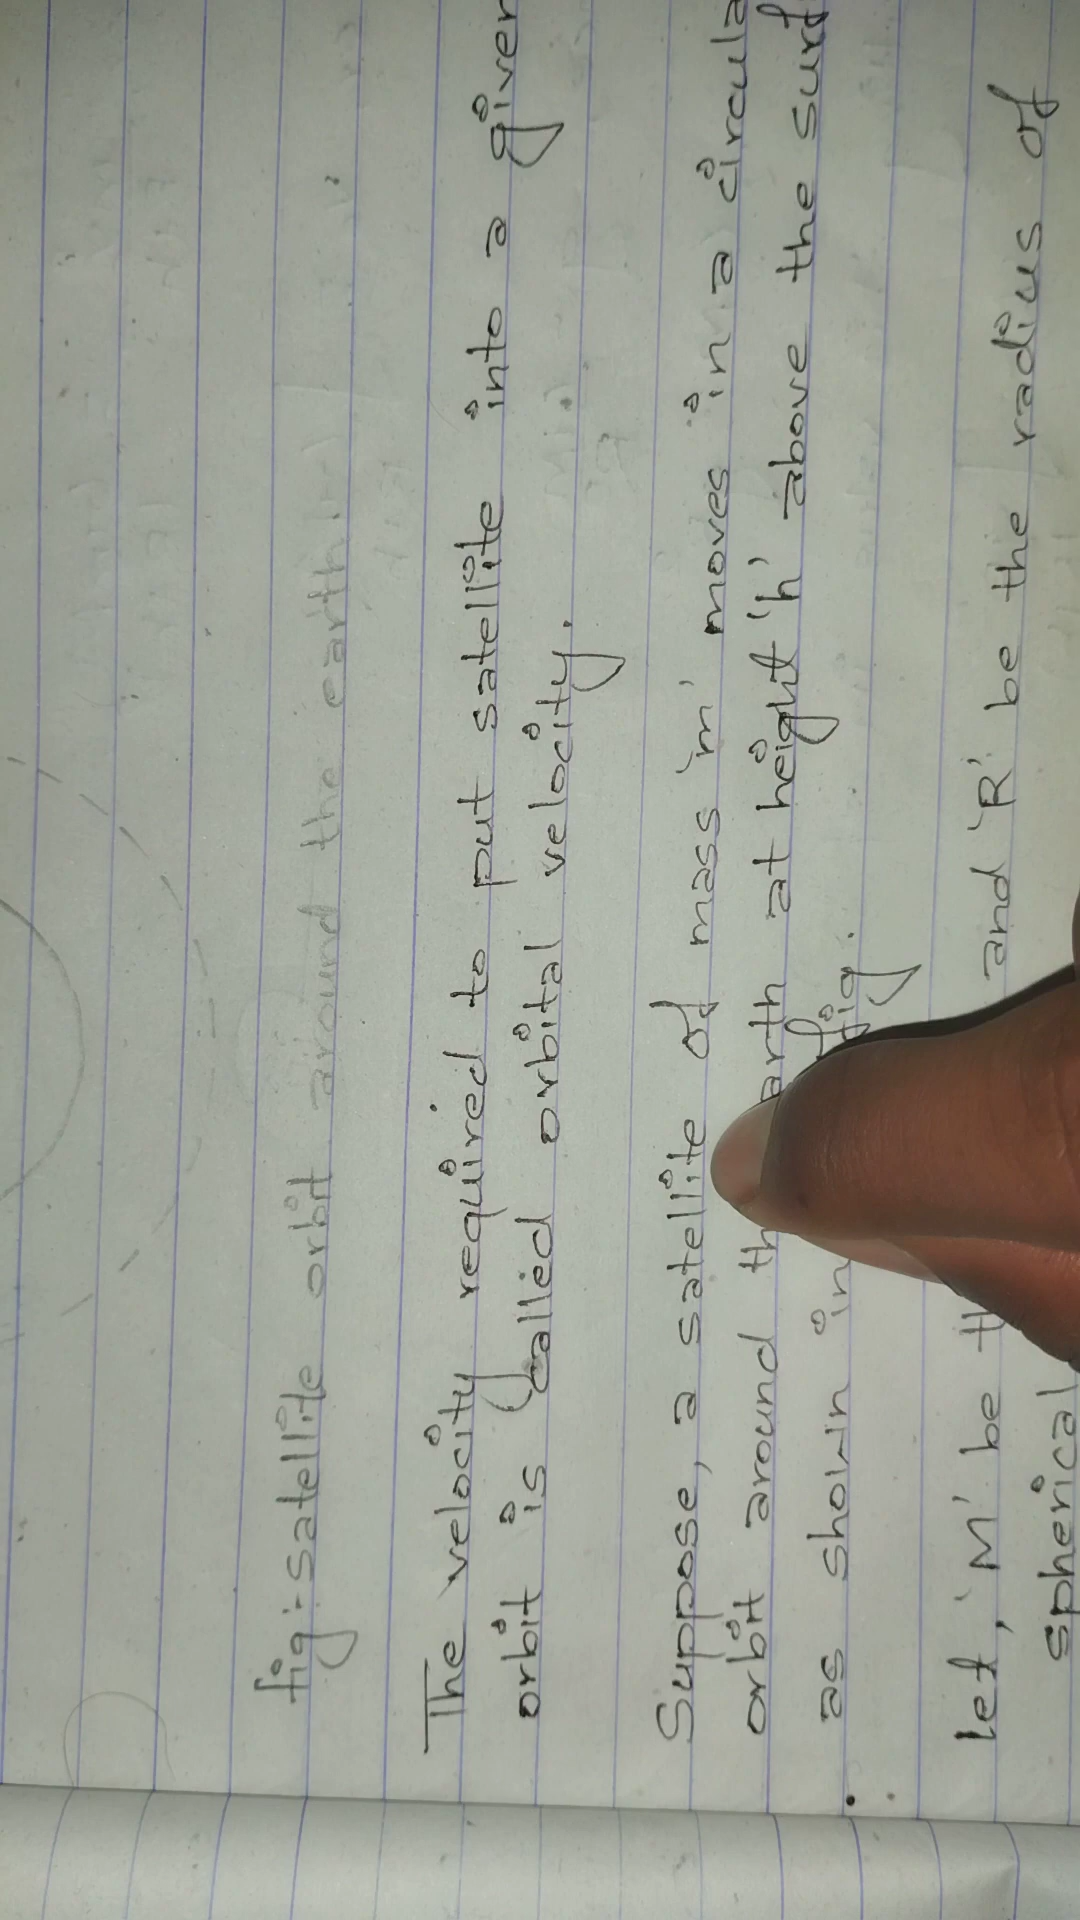 fig:- satellite orbit around the earth
The velocity required to put satellite into a given
orbit is called orbital velocity.
Suppose, a satellite of mass 'm' moves in a circula
orbit around th arth at height 'h' above the surf
as shown in fig.
let, 'M' be th and 'R' be the radius of
spherical